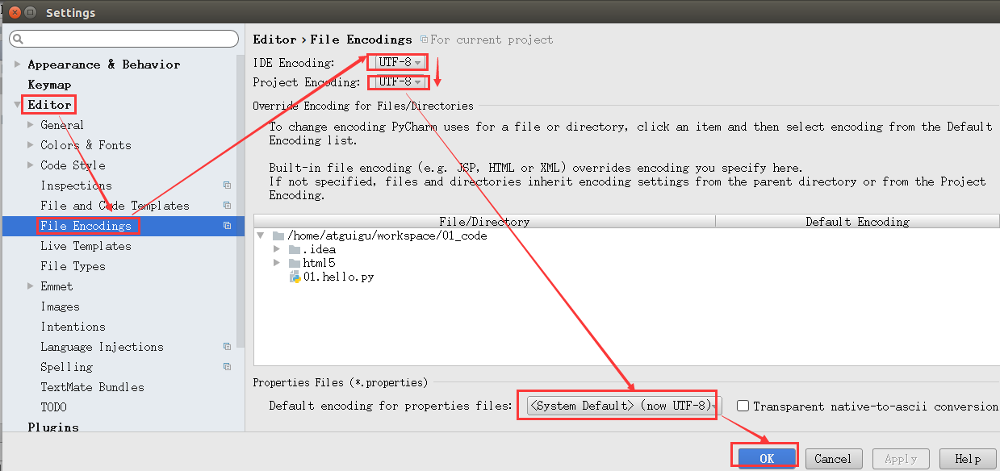 Settings
Appearance & Behavior
Keymap
Editor
General
Colors & Fonts
Code Style
Inspections
File and Code Templates
File Encodings
Live Templates
File Types
Emmet
Images
Intentions
Language Injections
Spelling
TextMate Bundles
TODO
Plugins
Editor › File Encodings For current project
IDE Encoding: UTF-8
Project Encoding: UTF-8
Override Encoding for Files/Directories
To change encoding PyCharm uses for a file or directory, click an item and then select encoding from the Default
Encoding list.
Built-in file encoding (e.g. JSP, HTML or XML) overrides encoding you specify here.
If not specified, files and directories inherit encoding settings from the parent directory or from the Project
Encoding.
File/Directory Default Encoding
/home/atguigu/workspace/01_code
.idea
html5
01.hello.py
Properties Files (*.properties)
Default encoding for properties files: <System Default> (now UTF-8) Transparent native-to-ascii conversion
OK Cancel Apply Help